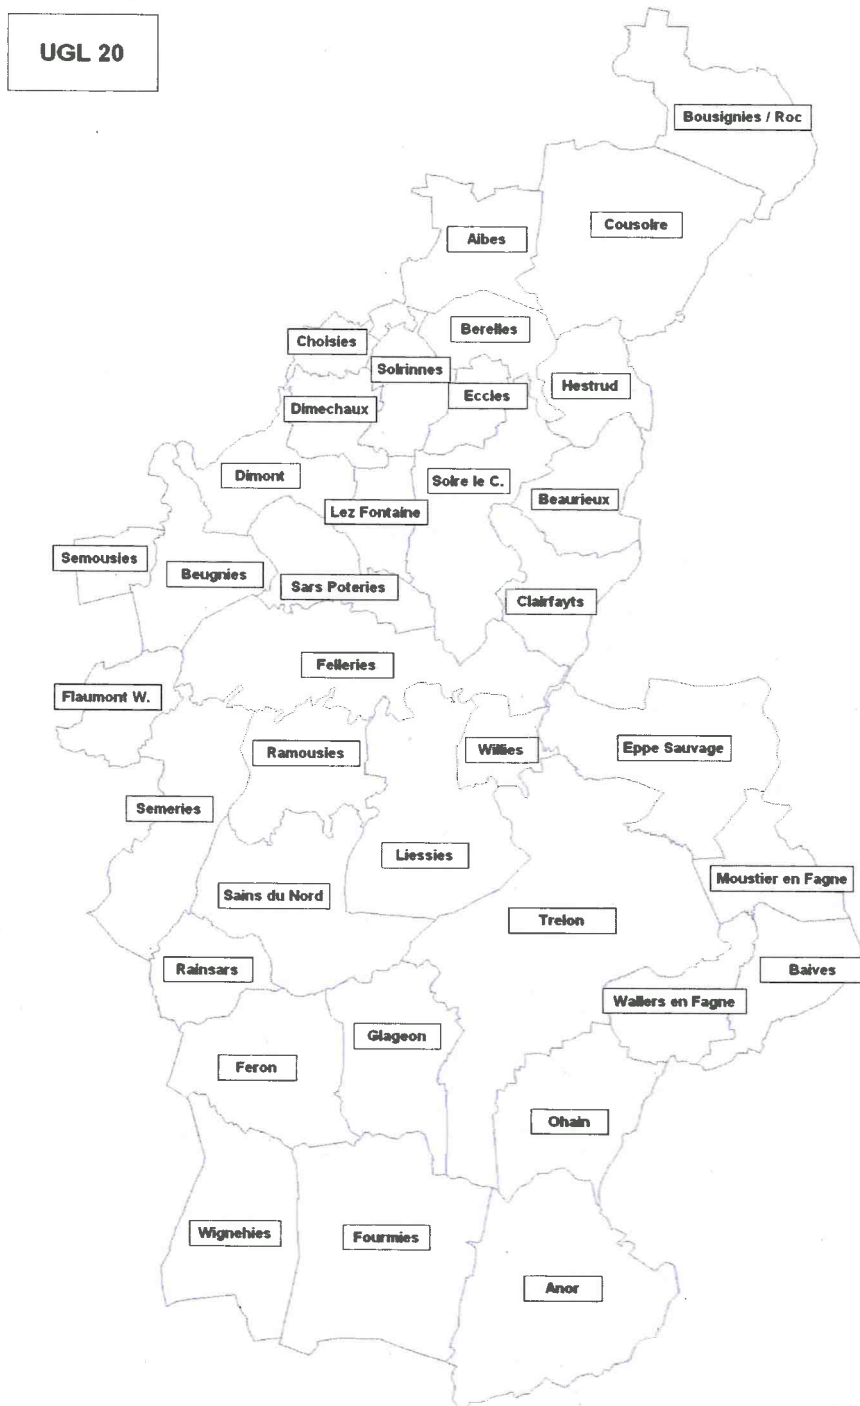 UGL 20
Bousignies / Roc
Cousolre
Aibes
Berelles
Choisies
Solrinnes
Hestrud
Eccles
Dimechaux
Dimont
Solre le C.
Beaurieux
Lez Fontaine
Semousies
Beugnies
Sars Poteries
Clairfayts
Felleries
Flaumont W.
Ramousies
Willies
Eppe Sauvage
Semeries
Liessies
Moustier en Fagne
Sains du Nord
Trelon
Rainsars
Baives
Wallers en Fagne
Glageon
Feron
Ohain
Wignehies
Fourmies
Anor